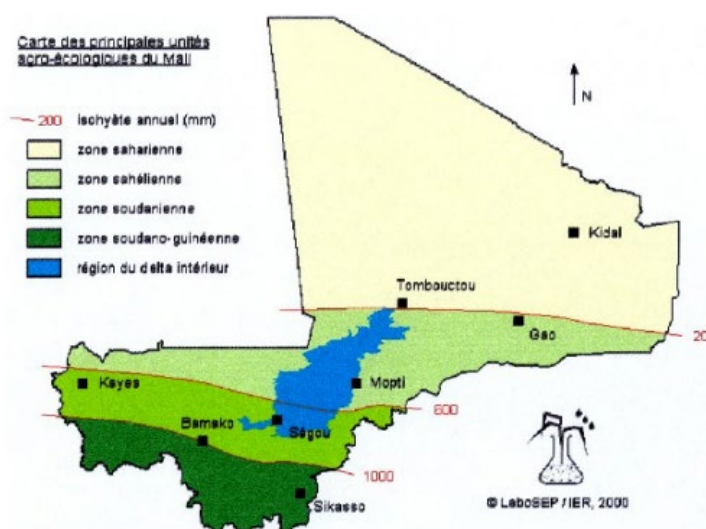 Carte des principales unités
agro-écologiques du Mali
200 isohyète annuel (mm)
zone saharienne
zone sahélienne
zone soudanienne
zone soudano-guinéenne
région du delta intérieur
N
Kidal
Tombouctou
Gao
20
Kayes
Mopti
600
Bamako
Ségou
1000
Sikasso
© LaboSEP / IER, 2000